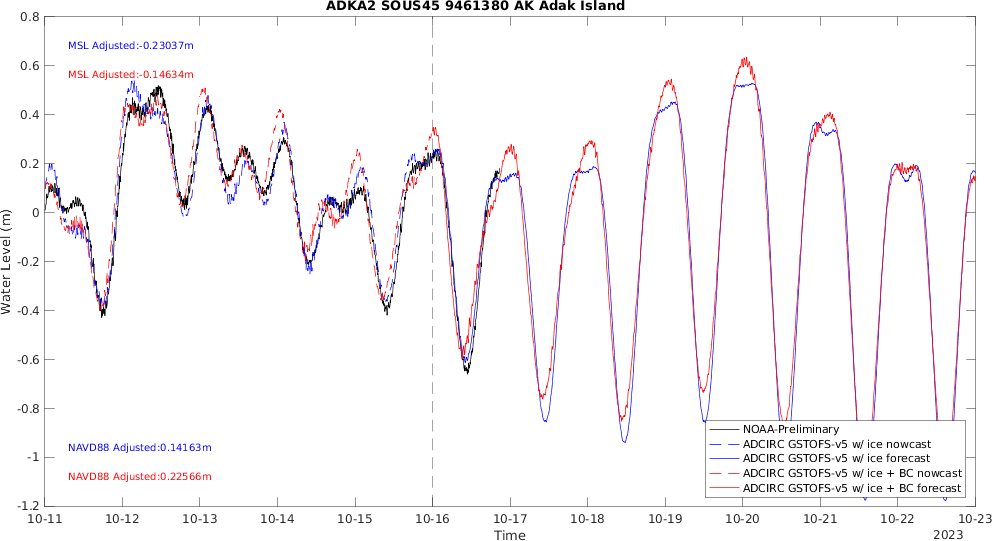 ADKA2 SOUS45 9461380 AK Adak Island
Water Level (m)
0.8
0.6
0.4
0.2
0
-0.2
-0.4
-0.6
-0.8
-1
-1.2
MSL Adjusted:-0.23037m
MSL Adjusted:-0.14634m
NAVD88 Adjusted:0.14163m
NAVD88 Adjusted:0.22566m
NOAA-Preliminary
ADCIRC GSTOFS-v5 w/ ice nowcast
ADCIRC GSTOFS-v5 w/ ice forecast
ADCIRC GSTOFS-v5 w/ ice + BC nowcast
ADCIRC GSTOFS-v5 w/ ice + BC forecast
10-11 10-12 10-13 10-14 10-15 10-16 10-17 10-18 10-19 10-20 10-21 10-22 10-23
Time
2023